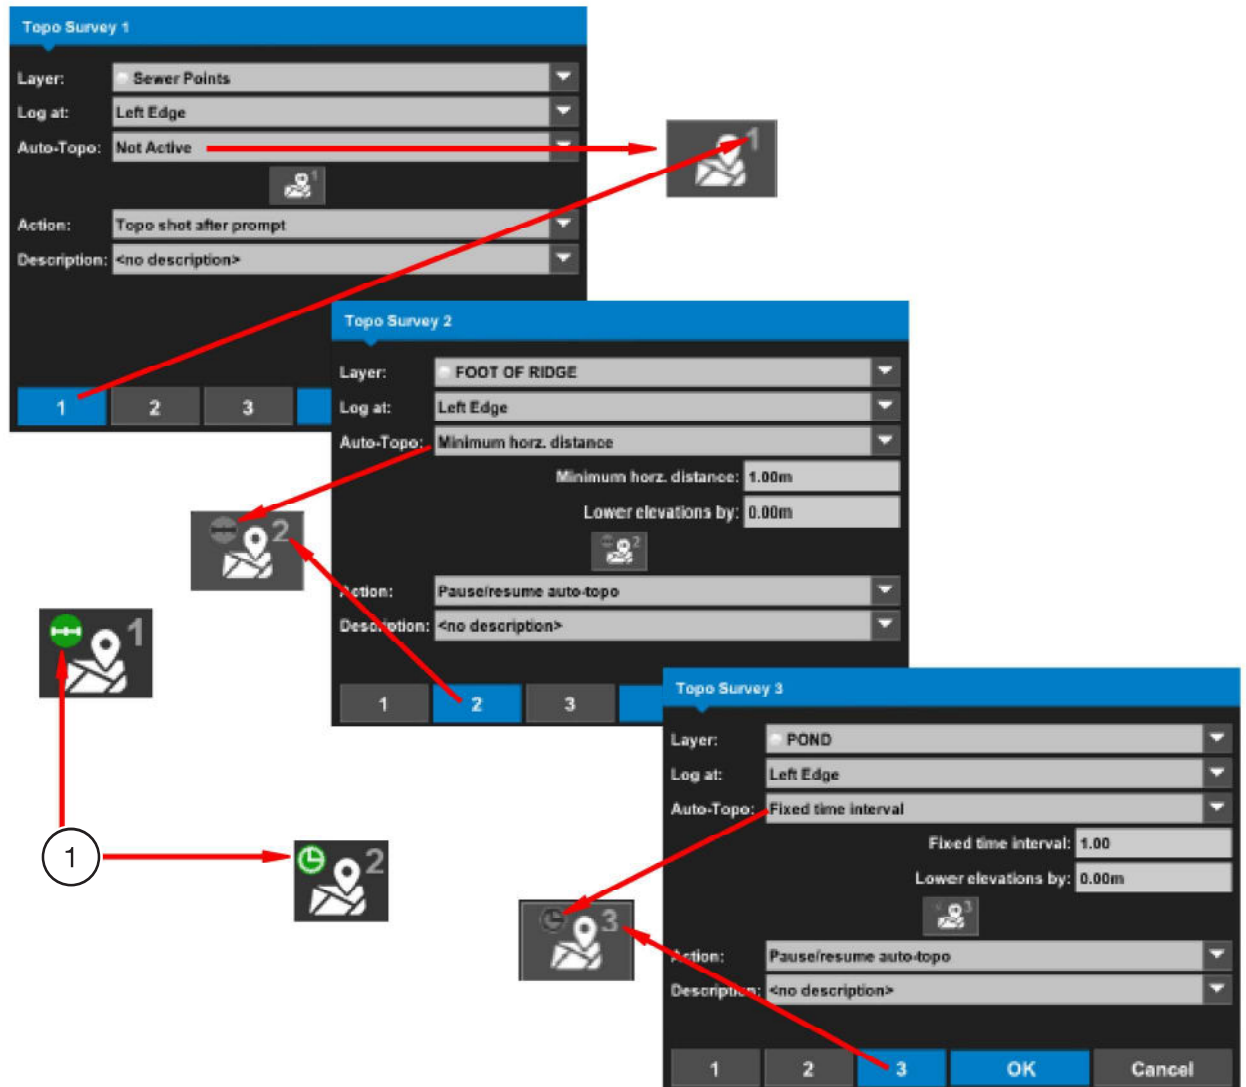 Topo Survey 1
Layer: Sewer Points
Log at: Left Edge
Auto-Topo: Not Active
1
1
Action: Topo shot after prompt
Description: <no description>
1 2 3
Topo Survey 2
Layer: FOOT OF RIDGE
Log at: Left Edge
Auto-Topo: Minimum horz. distance
Minimum horz. distance: 1.00m
Lower elevations by: 0.00m
2
2
Action: Pause/resume auto-topo
Description: <no description>
1 2 3
1
1
2
Topo Survey 3
Layer: POND
Log at: Left Edge
Auto-Topo: Fixed time interval
Fixed time interval: 1.00
Lower elevations by: 0.00m
3
3
Action: Pause/resume auto-topo
Description: <no description>
1 2 3 OK Cancel